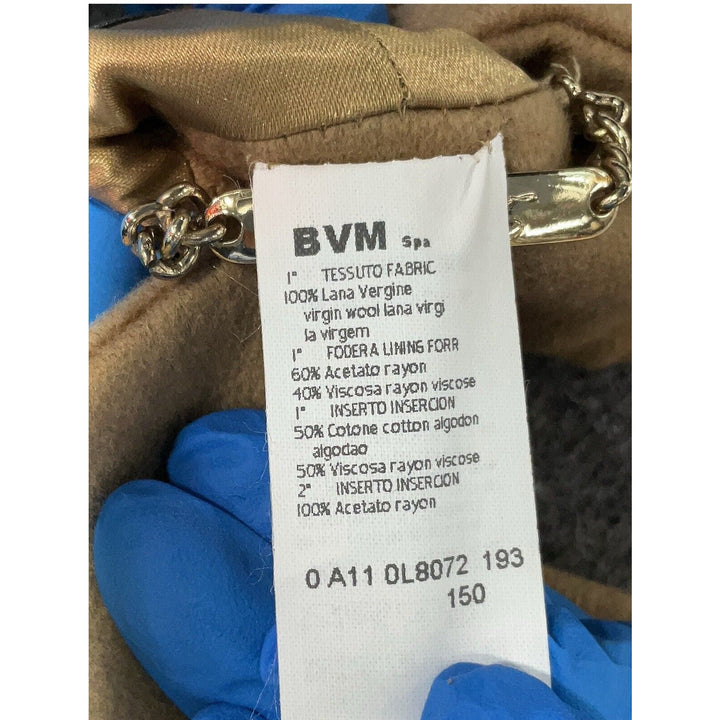 BVM Spa
1° TESSUTO FABRIC
100% Lana Vergine
virgin wool lana virgi
la virgem
1° FODERA LINING FORR
60% Acetato rayon
40% Viscosa rayon viscose
1° INSERTO INSERCION
50% Cotone cotton algodon
algodao
50% Viscosa rayon viscose
2° INSERTO INSERCION
100% Acetato rayon
0 A11 0L8072 193
150